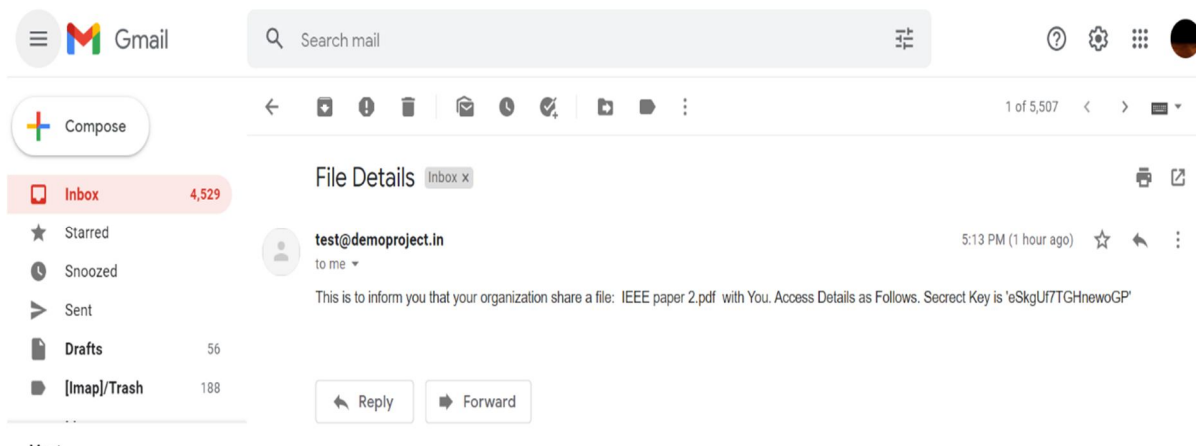 Gmail
Search mail
Compose
1 of 5,507
File Details Inbox x
Inbox 4,529
Starred
test@demoproject.in 5:13 PM (1 hour ago)
to me
Snoozed
This is to inform you that your organization share a file: IEEE paper 2.pdf with You. Access Details as Follows. Secrect Key is 'eSkgUf7TGHnewoGP'
Sent
Drafts 56
[Imap]/Trash 188
Reply Forward